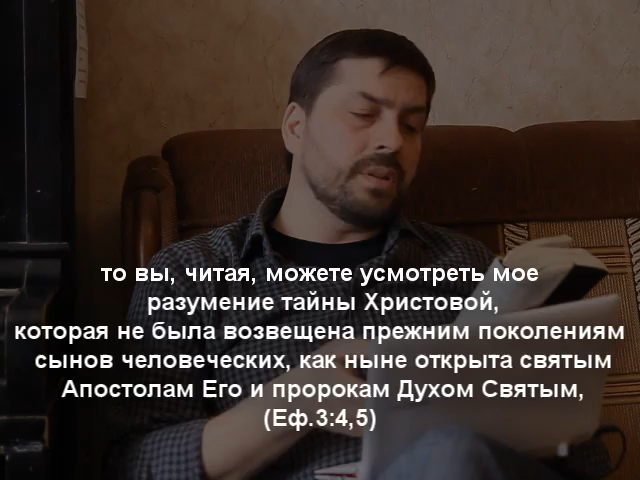 то вы, читая, можете усмотреть мое
разумение тайны Христовой,
которая не была возвещена прежним поколениям
сынов человеческих, как ныне открыта святым
Апостолам Его и пророкам Духом Святым,
(Еф.3:4,5)